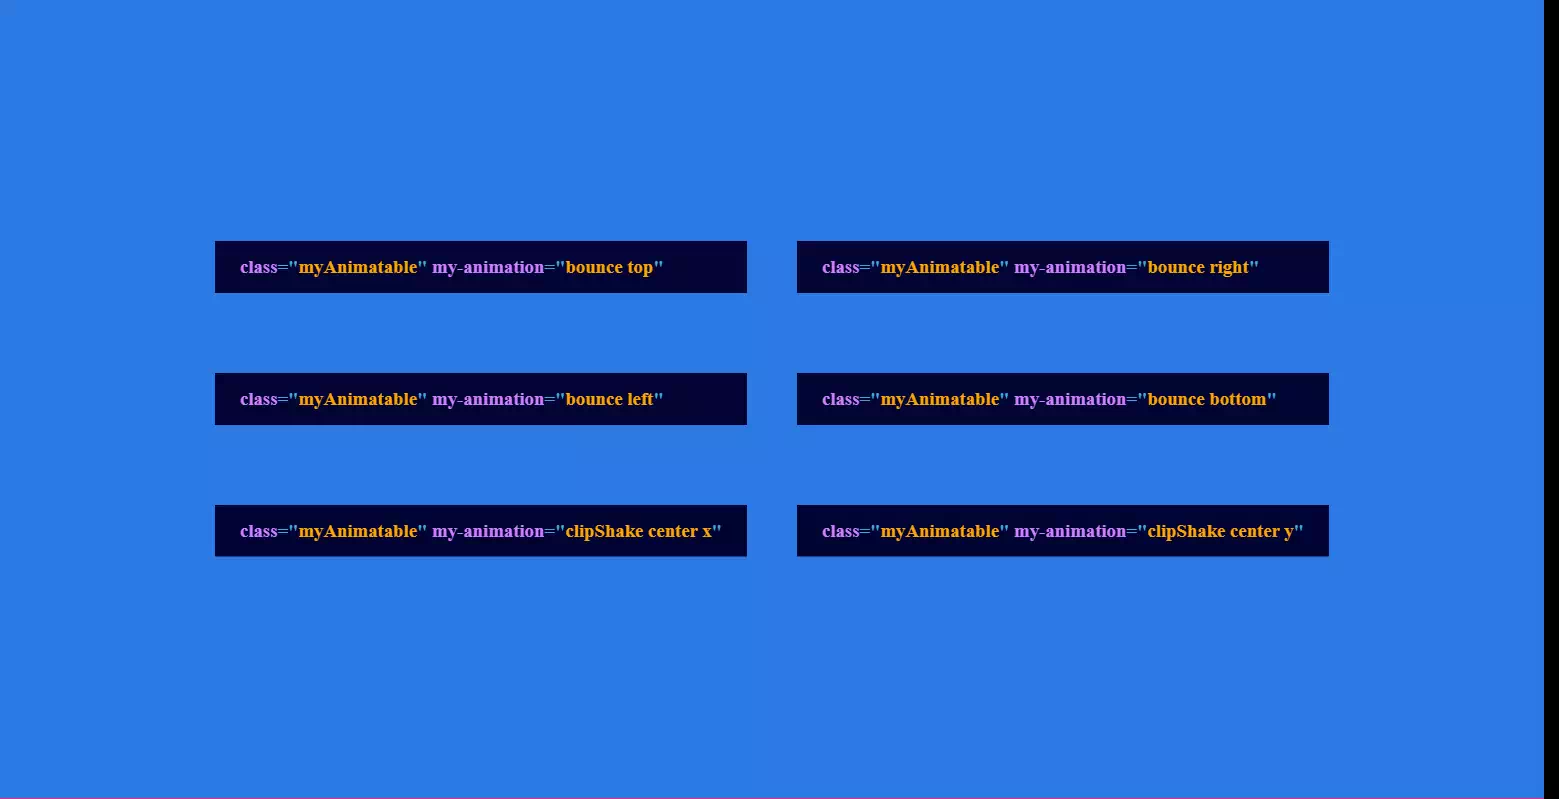 class="myAnimatable" my-animation="bounce top"
class="myAnimatable" my-animation="bounce right"
class="myAnimatable" my-animation="bounce left"
class="myAnimatable" my-animation="bounce bottom"
class="myAnimatable" my-animation="clipShake center x"
class="myAnimatable" my-animation="clipShake center y"